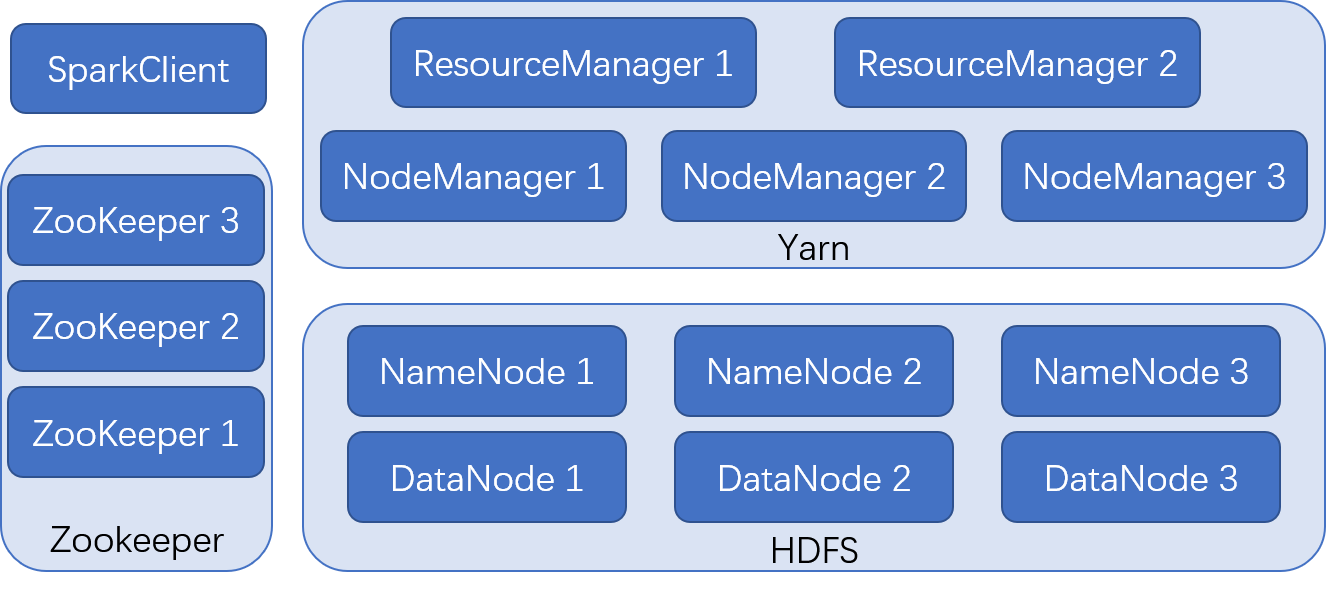 SparkClient
ZooKeeper 3
ZooKeeper 2
ZooKeeper 1
Zookeeper
ResourceManager 1
ResourceManager 2
NodeManager 1
NodeManager 2
NodeManager 3
Yarn
NameNode 1
NameNode 2
NameNode 3
DataNode 1
DataNode 2
DataNode 3
HDFS